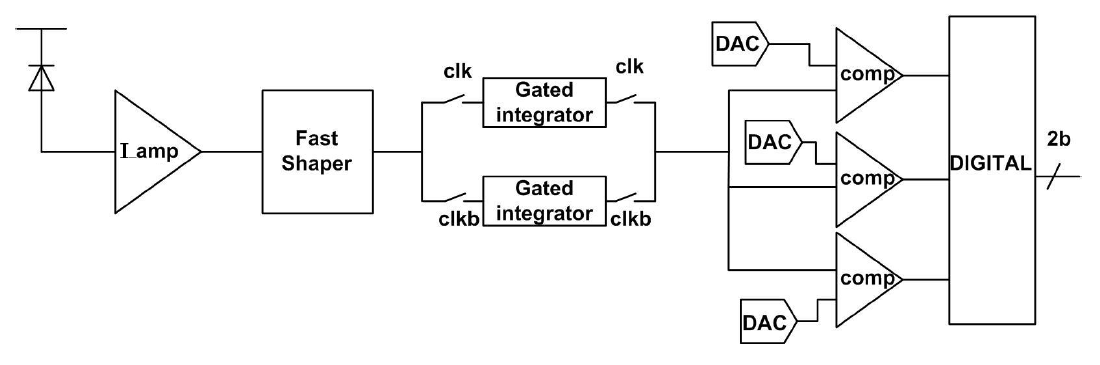 I amp
Fast
Shaper
clk
Gated
integrator
clk
clkb
Gated
integrator
clkb
DAC
comp
DAC
comp
DAC
comp
DIGITAL
2b